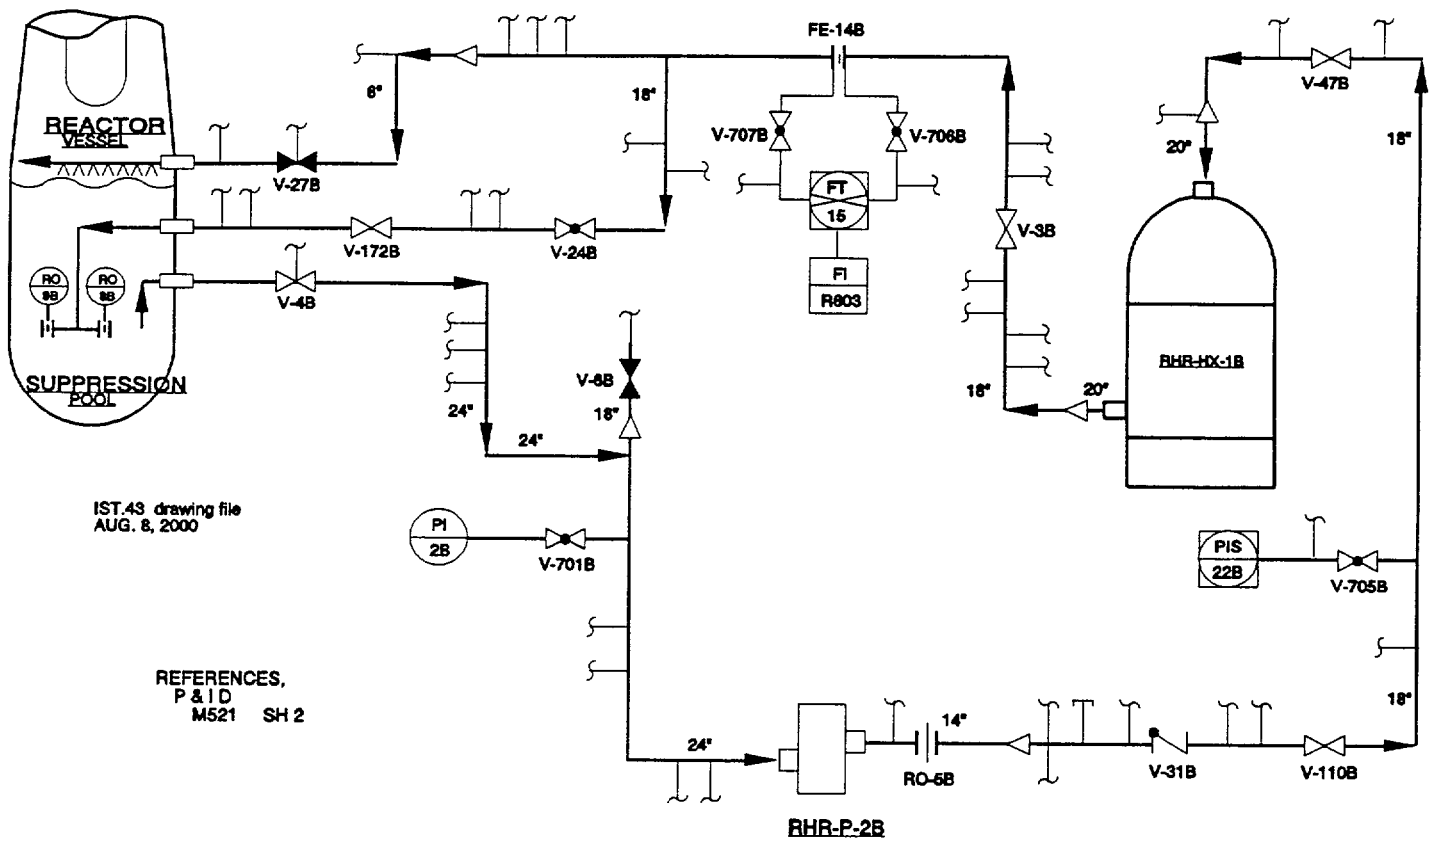 FE-14B
V-47B
6"
18"
18"
REACTOR
VESSEL
V-707B
V-706B
20"
V-27B
FT
15
V-172B
V-24B
V-3B
RO
8B
RO
8B
V-4B
FI
R603
V-6B
RHR-HX-1B
SUPPRESSION
POOL
24"
18"
18"
20"
24"
IST.43 drawing file
AUG. 8, 2000
PI
2B
V-701B
PIS
22B
V-705B
REFERENCES,
P & I D
M521 SH 2
18"
14"
24"
V-31B
V-110B
RO-5B
RHR-P-2B